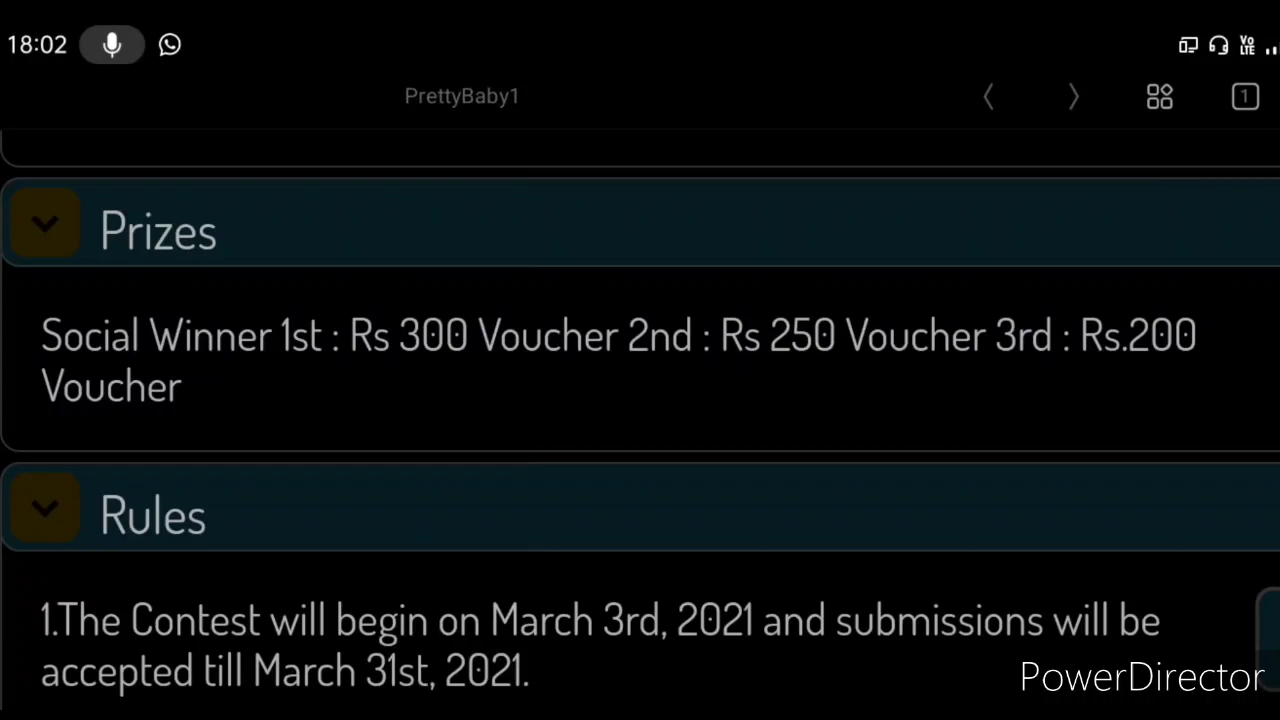 18:02
Vo LTE
PrettyBaby1
1
Prizes
Social Winner 1st : Rs 300 Voucher 2nd : Rs 250 Voucher 3rd : Rs.200
Voucher
Rules
1.The Contest will begin on March 3rd, 2021 and submissions will be
accepted till March 31st, 2021.
PowerDirector